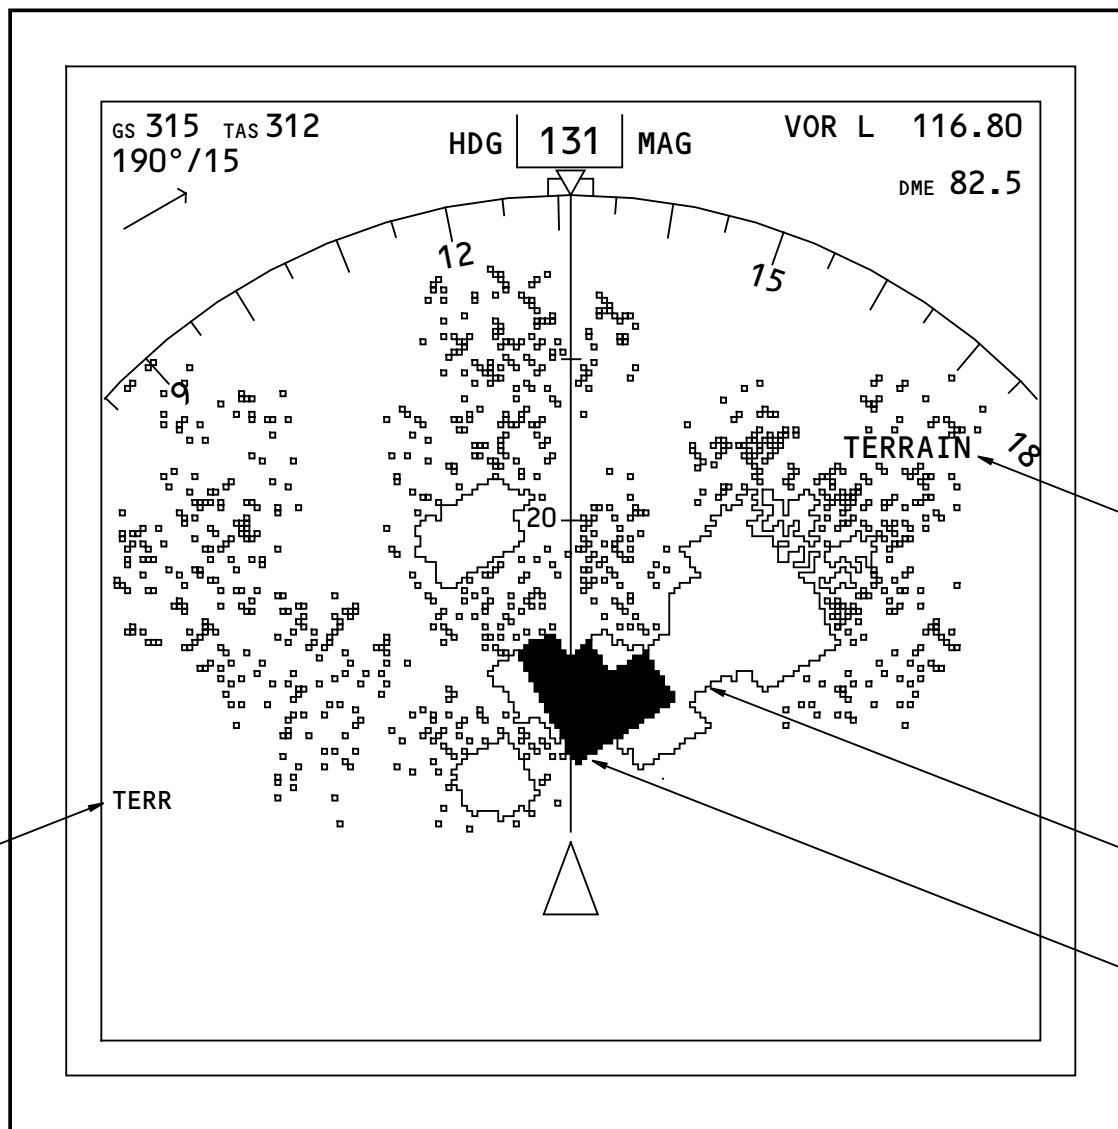 GS 315 TAS 312
190°/15
HDG 131 MAG
VOR L 116.80
DME 82.5
12
15
9
18
TERRAIN
20
TERR